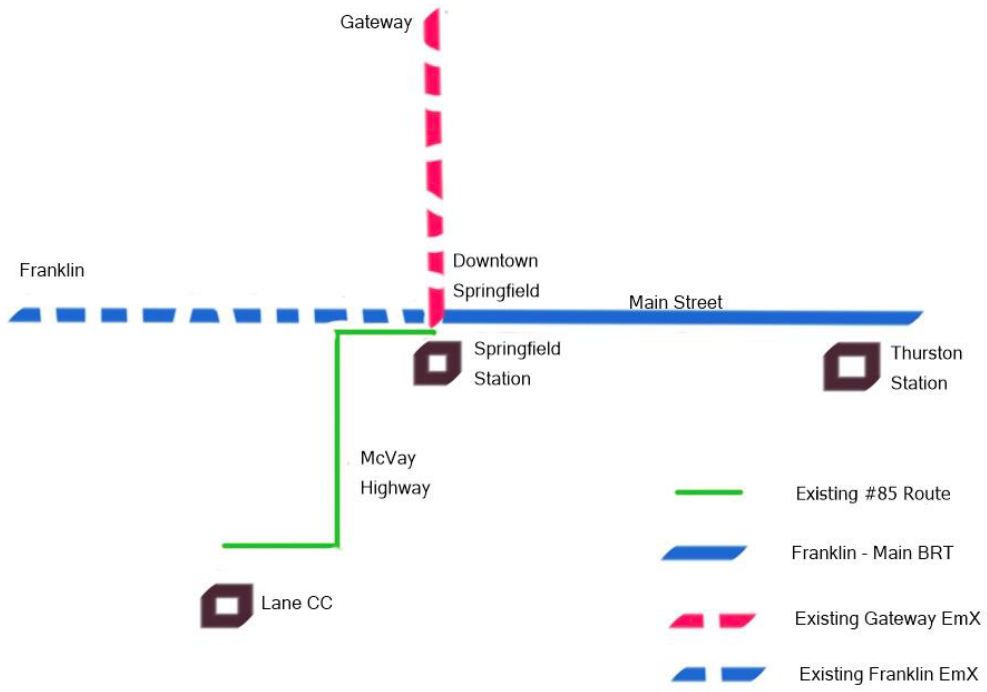 Gateway
Franklin
Downtown
Springfield
Main Street
Springfield
Station
Thurston
Station
McVay
Highway
Lane CC
Existing #85 Route
Franklin - Main BRT
Existing Gateway EmX
Existing Franklin EmX